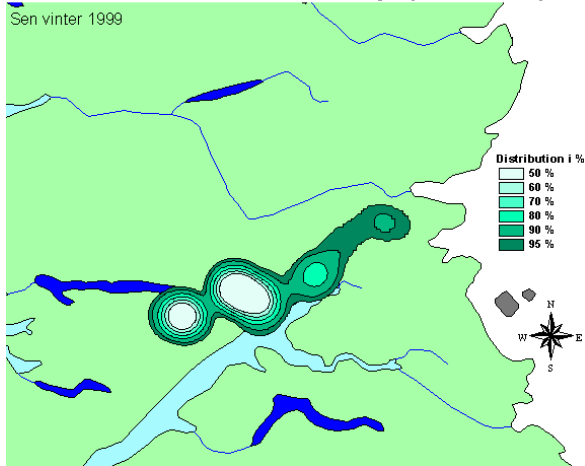 Sen vinter 1999
Distribution i %
50 %
60 %
70 %
80 %
90 %
95 %
N
W E
S